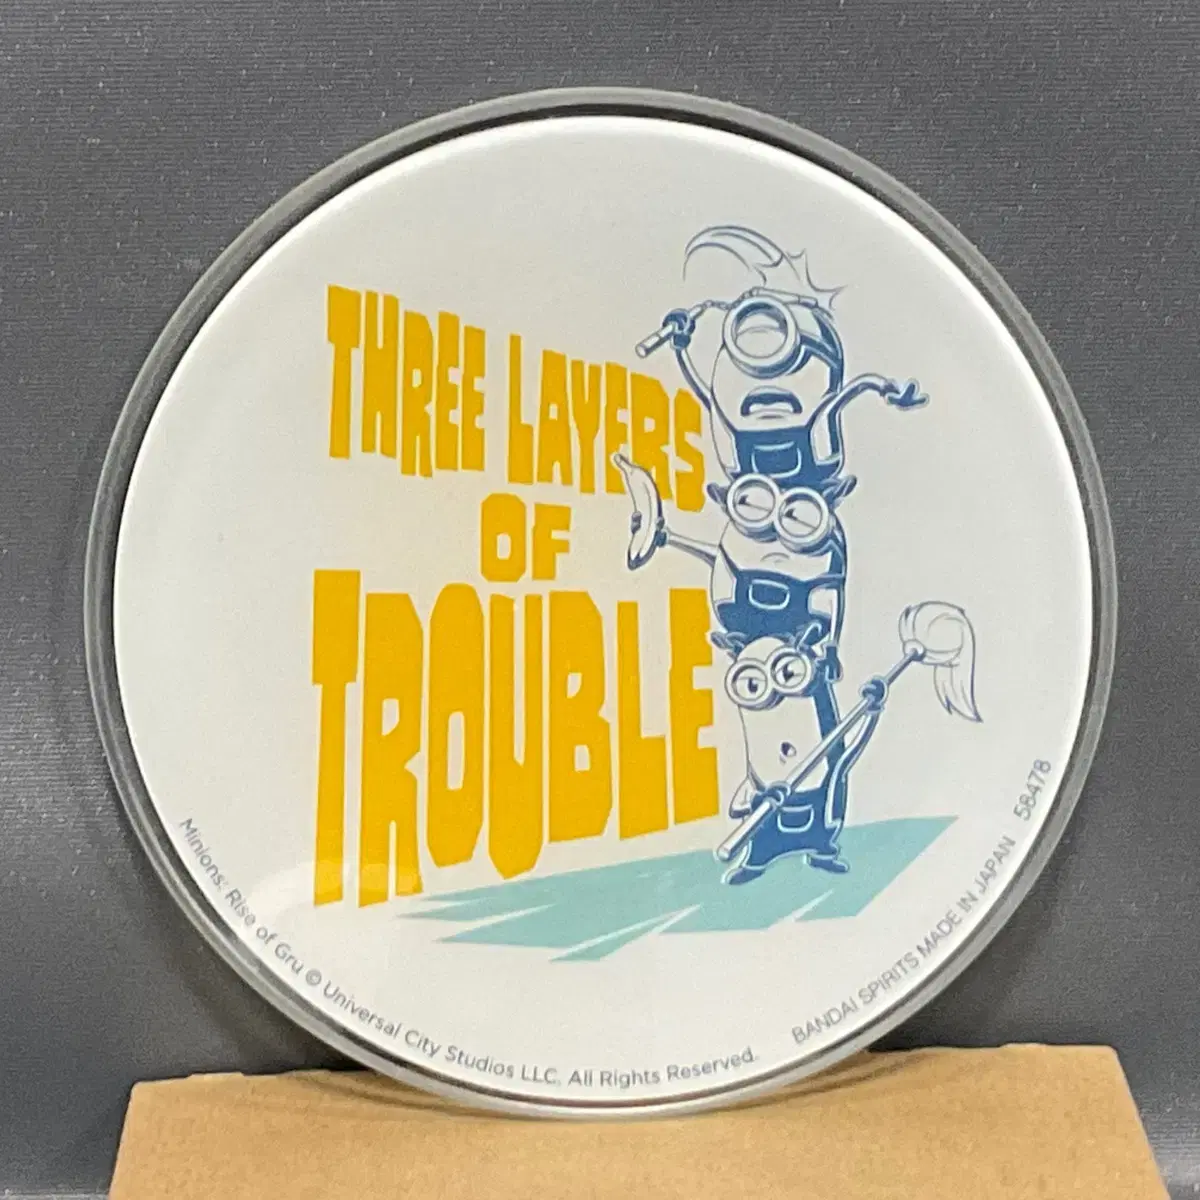 THREE LAYERS
OF
TROUBLE
Minions: Rise of Gru © Universal City Studios LLC. All Rights Reserved.
BANDAI SPIRITS MADE IN JAPAN 58478